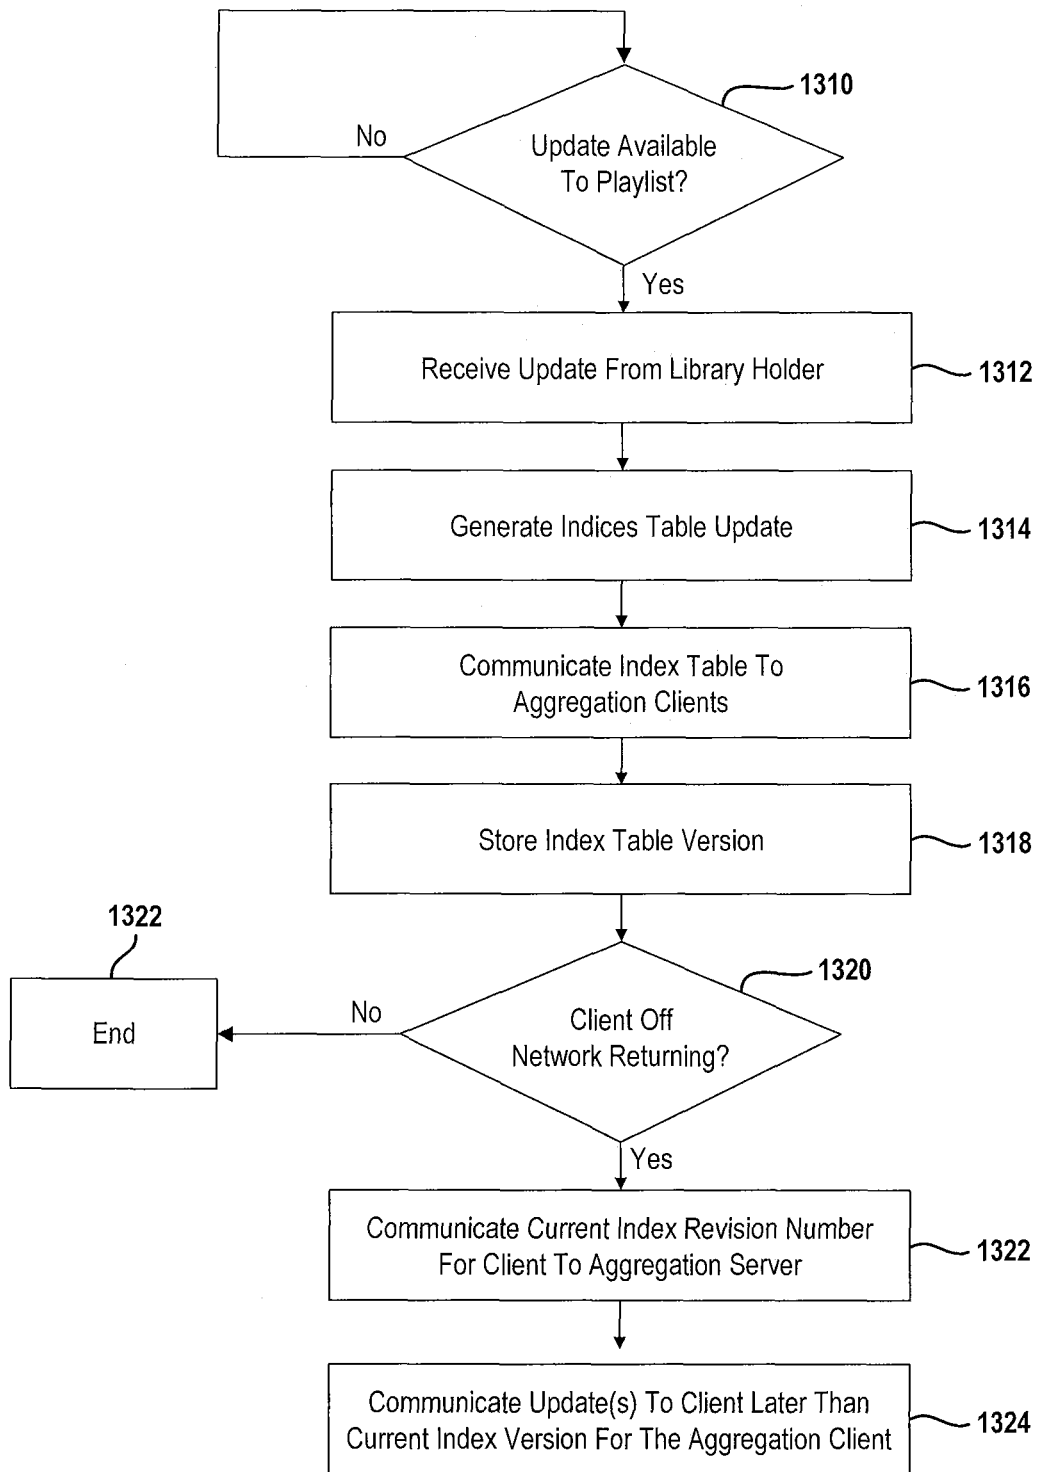 1310
No
Update Available
To Playlist?
Yes
Receive Update From Library Holder
1312
Generate Indices Table Update
1314
Communicate Index Table To
Aggregation Clients
1316
Store Index Table Version
1318
1322
End
No
1320
Client Off
Network Returning?
Yes
Communicate Current Index Revision Number
For Client To Aggregation Server
1322
Communicate Update(s) To Client Later Than
Current Index Version For The Aggregation Client
1324